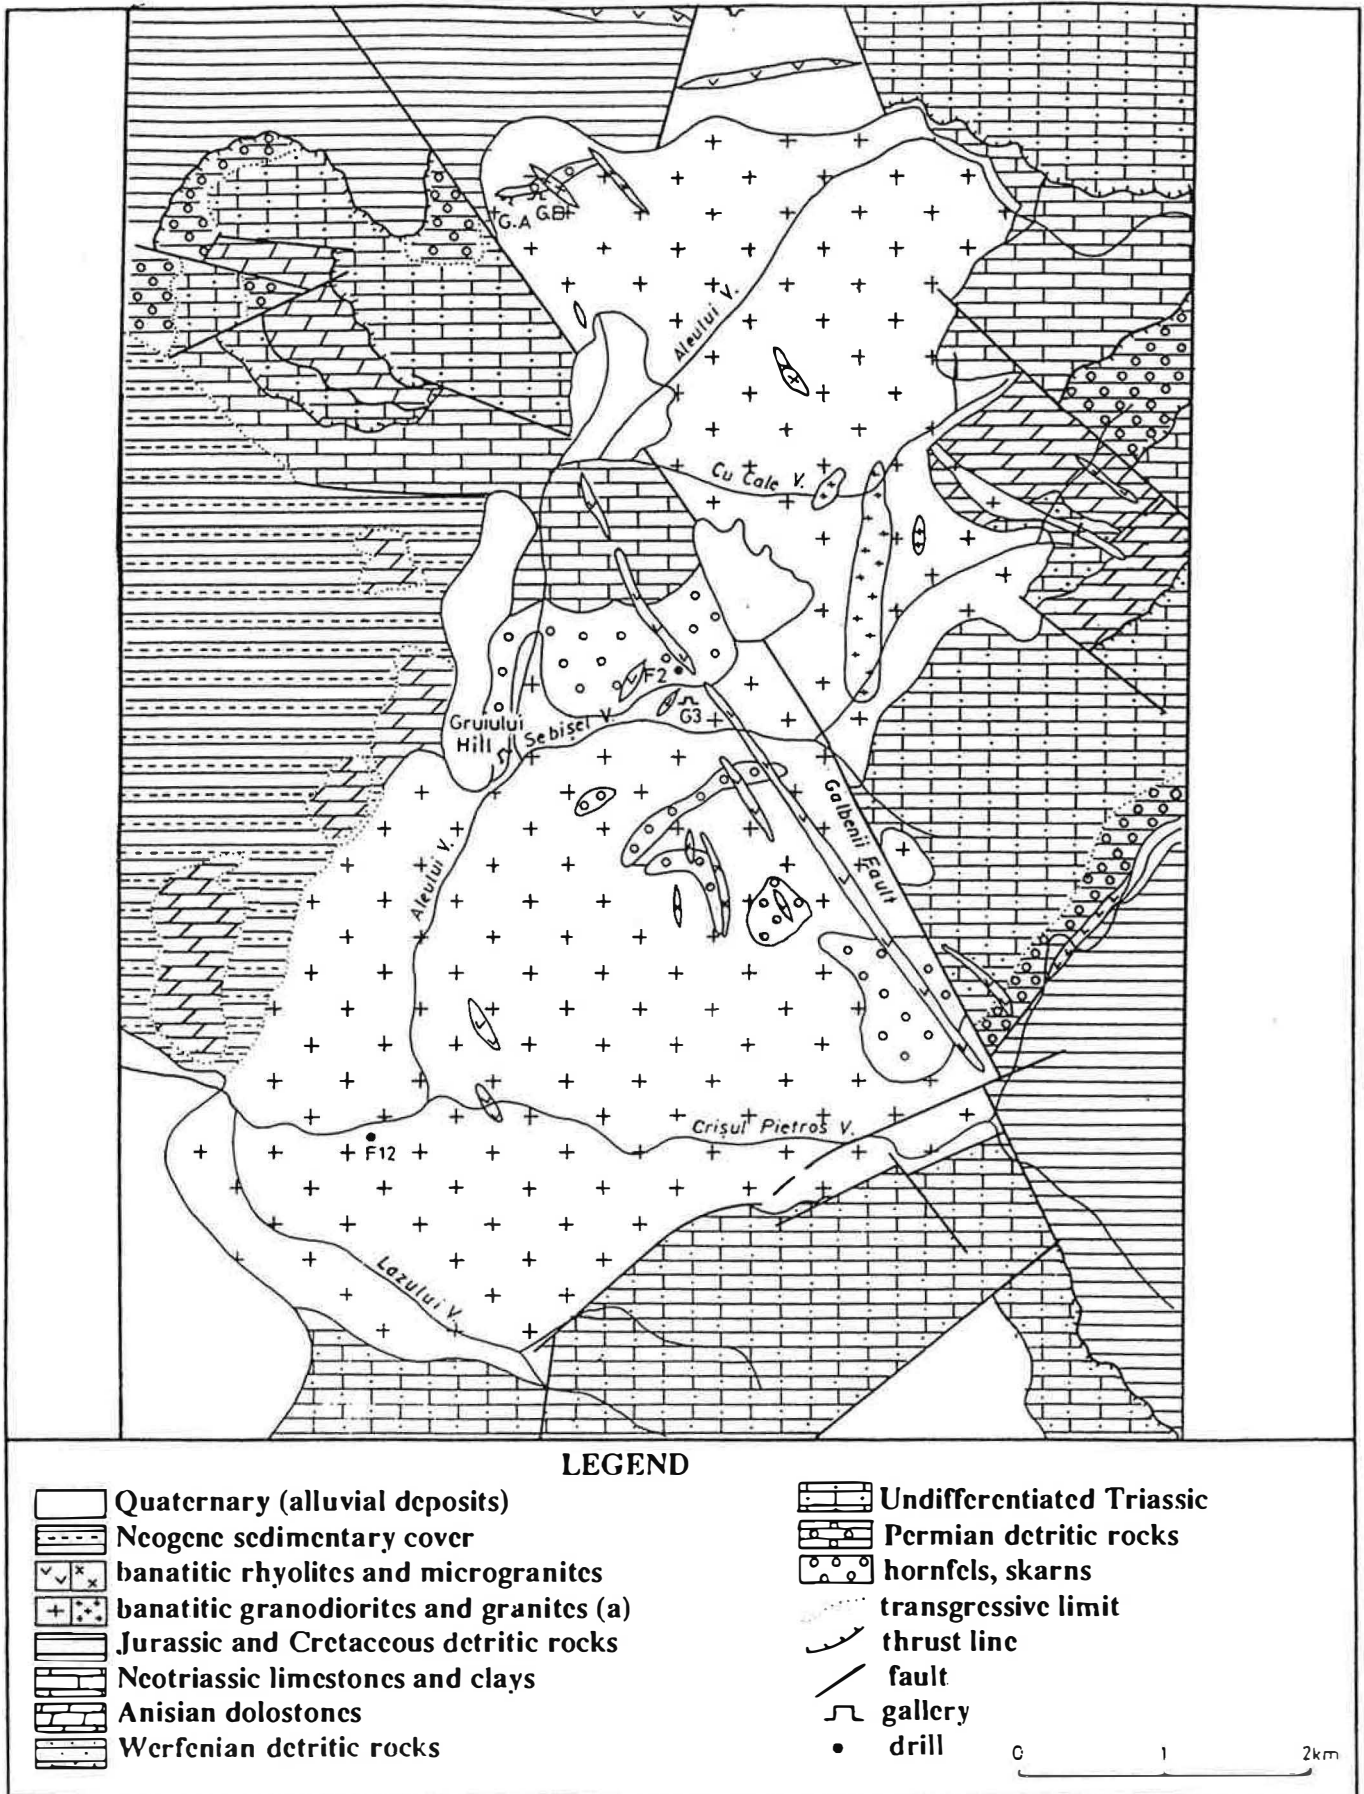 G.A
G.B
Aleului V.
Cu Cale V.
F2
G3
Gruiului
Hill
Sebișel V.
Galbenii Fault
Aleului V.
Crișul Pietros V.
F12
Lazului V.
LEGEND
Quaternary (alluvial deposits)
Neogene sedimentary cover
banatitic rhyolites and microgranites
banatitic granodiorites and granites (a)
Jurassic and Cretaceous detritic rocks
Neotriassic limestones and clays
Anisian dolostones
Werfenian detritic rocks
Undifferentiated Triassic
Permian detritic rocks
hornfels, skarns
transgressive limit
thrust line
fault
gallery
drill
0 1 2km